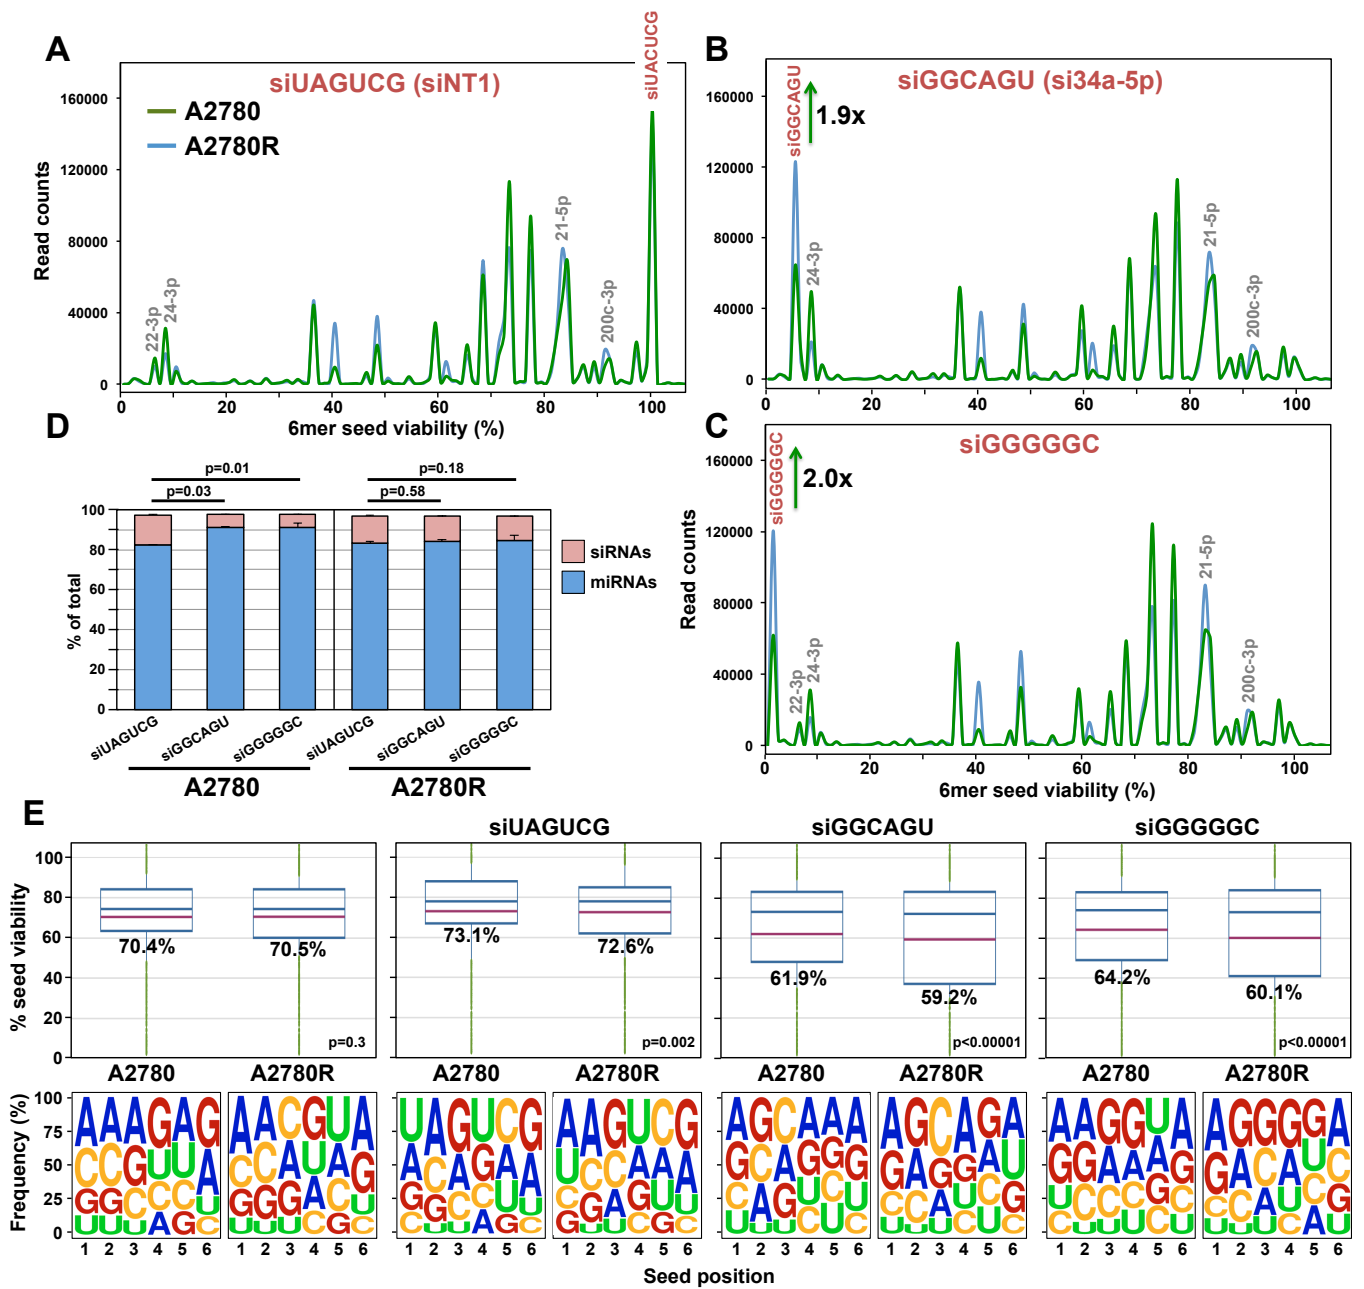 A
siUAGUCG (siNT1)
siUACUCG
A2780
A2780R
160000
120000
80000
40000
0
Read counts
22-3p
24-3p
21-5p
200c-3p
0 20 40 60 80 100
6mer seed viability (%)
B
siGGCAGU (si34a-5p)
siGGCAGU
1.9x
160000
120000
80000
40000
0
24-3p
21-5p
200c-3p
0 20 40 60 80 100
C
siGGGGGC
siGGGGGC
2.0x
160000
120000
80000
40000
0
Read counts
22-3p
24-3p
21-5p
200c-3p
0 20 40 60 80 100
6mer seed viability (%)
D
p=0.01
p=0.03
p=0.18
p=0.58
100
80
60
40
20
0
% of total
siRNAs
miRNAs
siUAGUCG siGGCAGU siGGGGGC siUAGUCG siGGCAGU siGGGGGC
A2780 A2780R
E
siUAGUCG siGGCAGU siGGGGGC
100
80
60
40
20
0
% seed viability
70.4% 70.5% 73.1% 72.6% 61.9% 59.2% 64.2% 60.1%
p=0.3 p=0.002 p<0.00001 p<0.00001
A2780 A2780R A2780 A2780R A2780 A2780R A2780 A2780R
Frequency (%)
100
75
50
25
0
AAAGAG AACGUA UAGUCG AAGUCG AGCAAA AGCAGA AAGGUA AGGGGA
1 2 3 4 5 6 1 2 3 4 5 6 1 2 3 4 5 6 1 2 3 4 5 6 1 2 3 4 5 6 1 2 3 4 5 6 1 2 3 4 5 6 1 2 3 4 5 6
Seed position